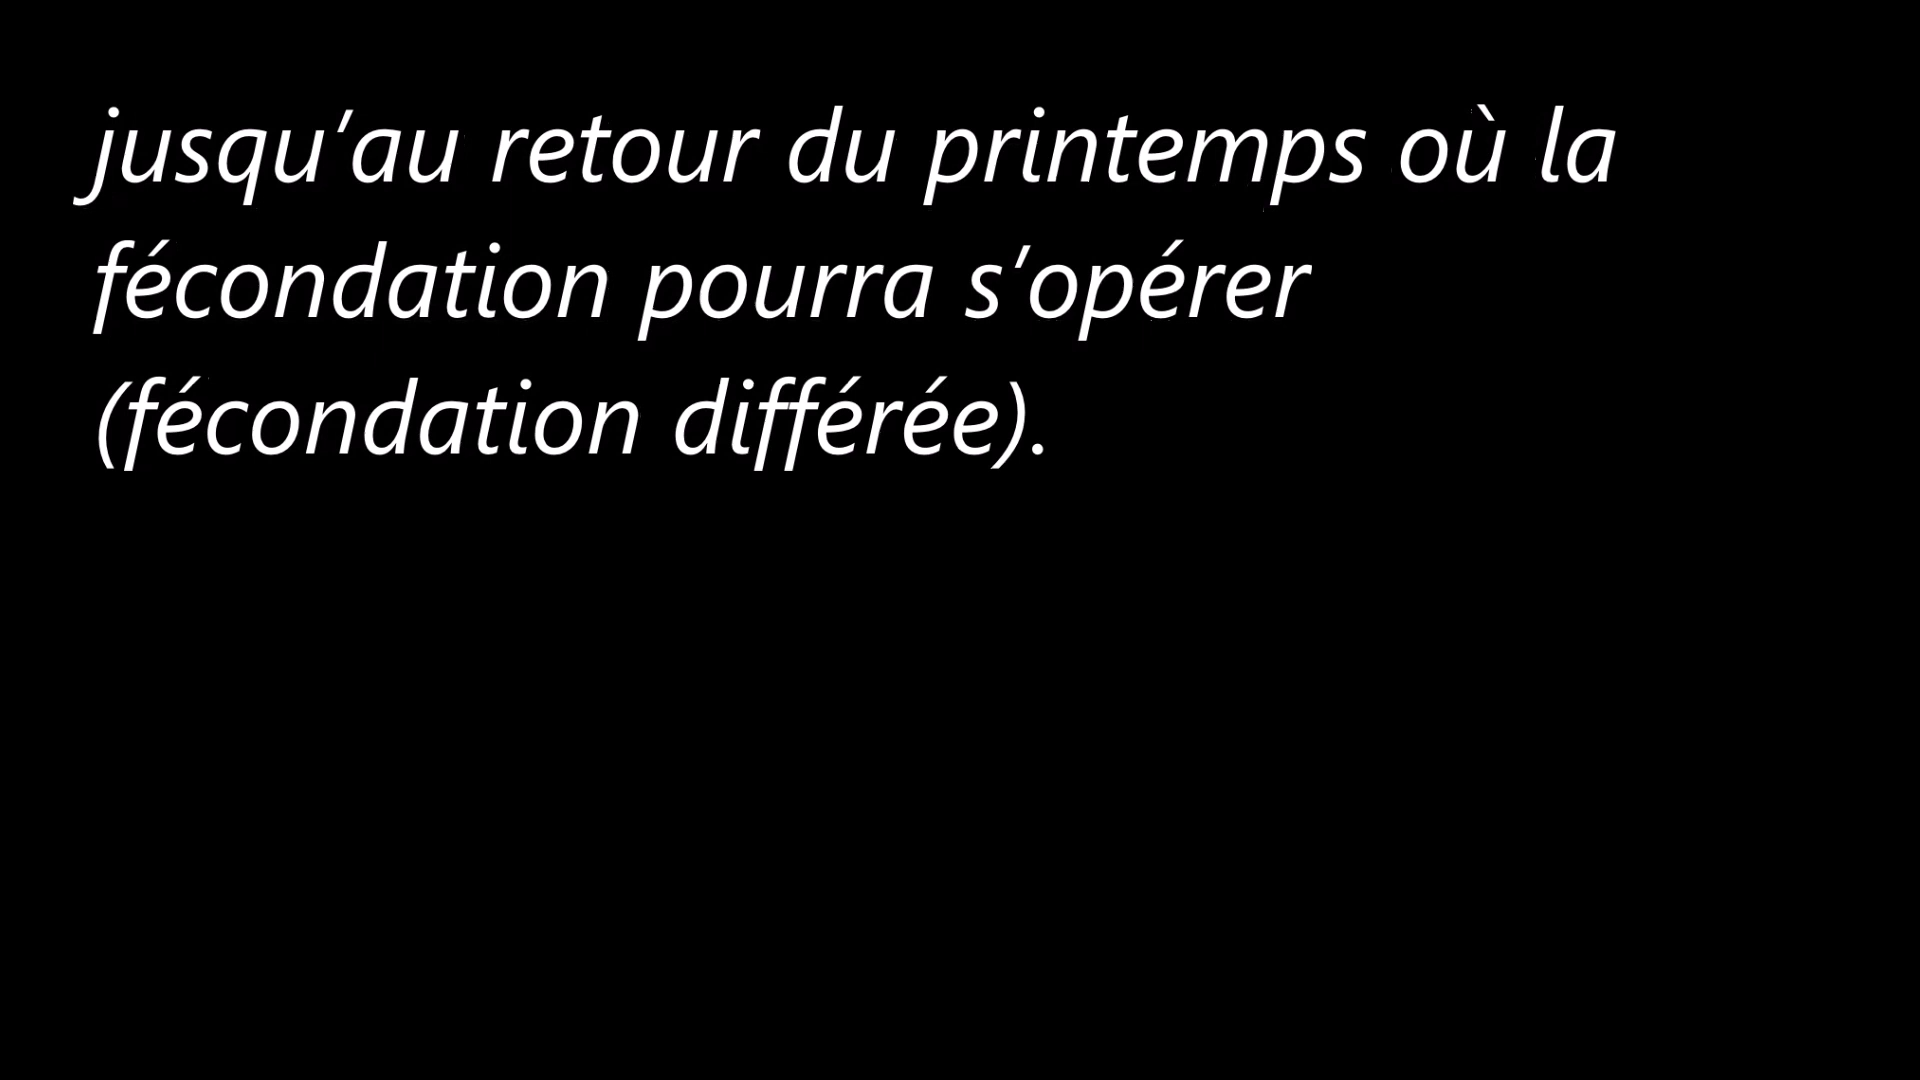 jusqu’au retour du printemps où la
fécondation pourra s’opérer
(fécondation différée).